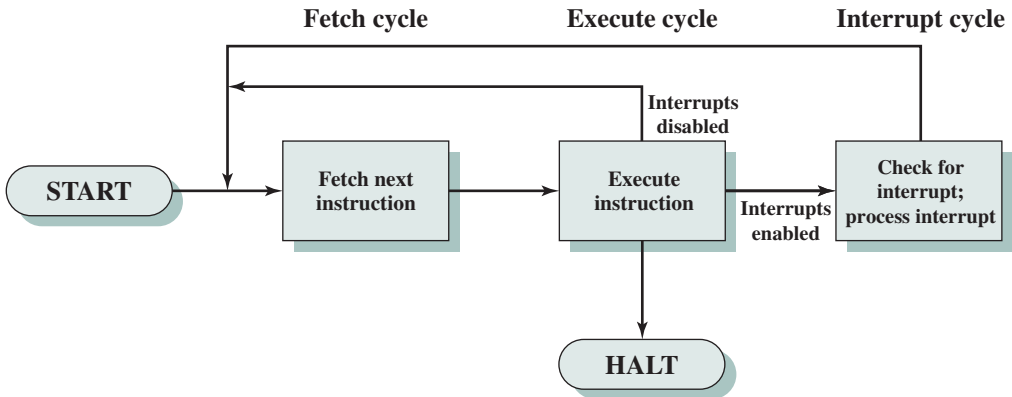 Fetch cycle
Execute cycle
Interrupt cycle
Interrupts
disabled
START
Fetch next
instruction
Execute
instruction
Interrupts
enabled
Check for
interrupt;
process interrupt
HALT